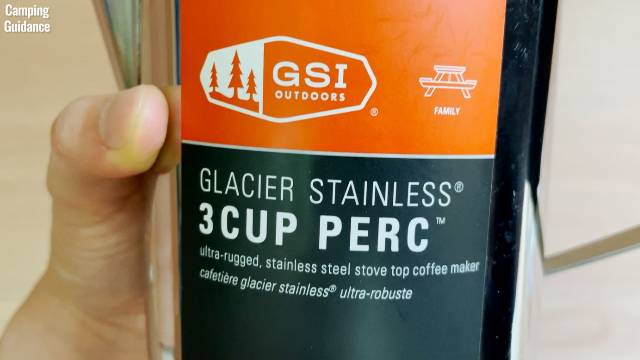 Camping
Guidance
GSI
OUTDOORS®
FAMILY
GLACIER STAINLESS®
3CUP PERC™
ultra-rugged, stainless steel stove top coffee maker
cafetière glacier stainless® ultra-robuste